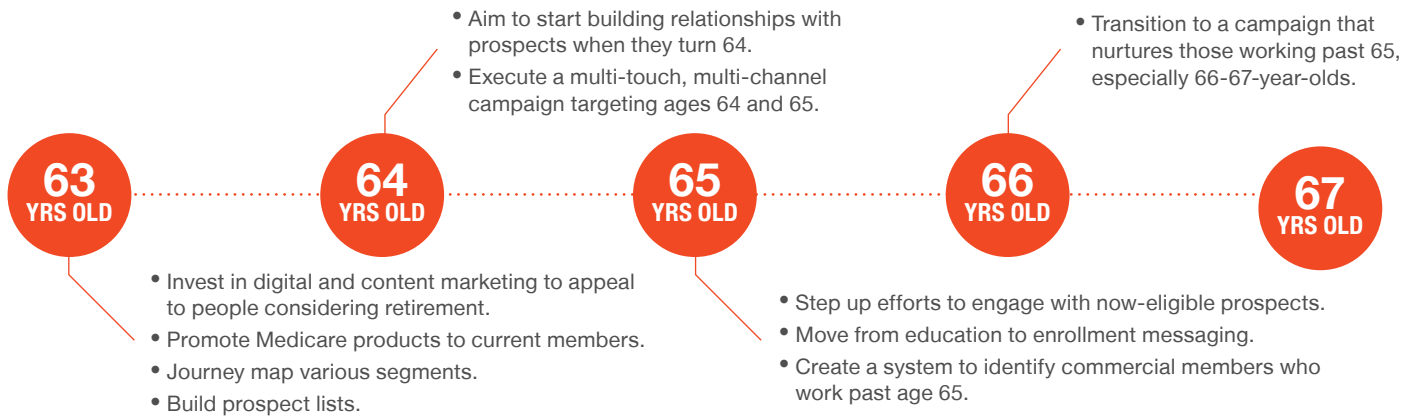 • Aim to start building relationships with
prospects when they turn 64.
• Execute a multi-touch, multi-channel
campaign targeting ages 64 and 65.
• Transition to a campaign that
nurtures those working past 65,
especially 66-67-year-olds.
63
YRS OLD
64
YRS OLD
65
YRS OLD
66
YRS OLD
67
YRS OLD
• Invest in digital and content marketing to appeal
to people considering retirement.
• Promote Medicare products to current members.
• Journey map various segments.
• Build prospect lists.
• Step up efforts to engage with now-eligible prospects.
• Move from education to enrollment messaging.
• Create a system to identify commercial members who
work past age 65.